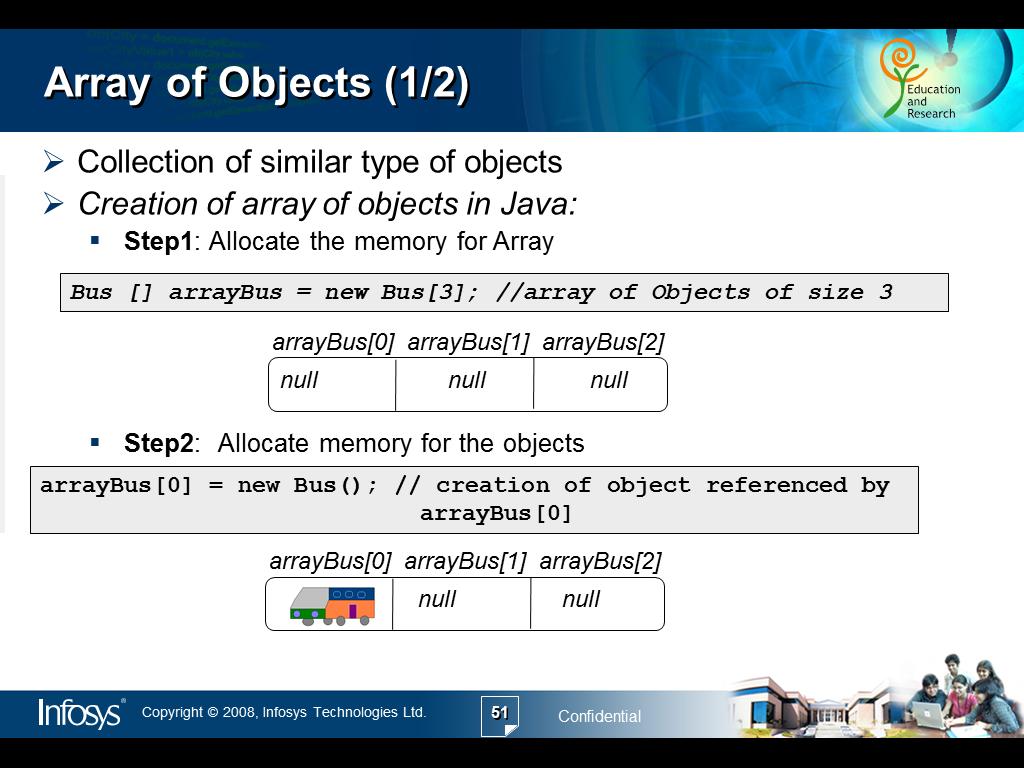 Array of Objects (1/2)
Education
and
Research
Collection of similar type of objects
Creation of array of objects in Java:
Step1: Allocate the memory for Array
Bus [] arrayBus = new Bus[3]; //array of Objects of size 3
arrayBus[0] arrayBus[1] arrayBus[2]
null null null
Step2: Allocate memory for the objects
arrayBus[0] = new Bus(); // creation of object referenced by
arrayBus[0]
arrayBus[0] arrayBus[1] arrayBus[2]
null null
Infosys® Copyright © 2008, Infosys Technologies Ltd. 51 Confidential